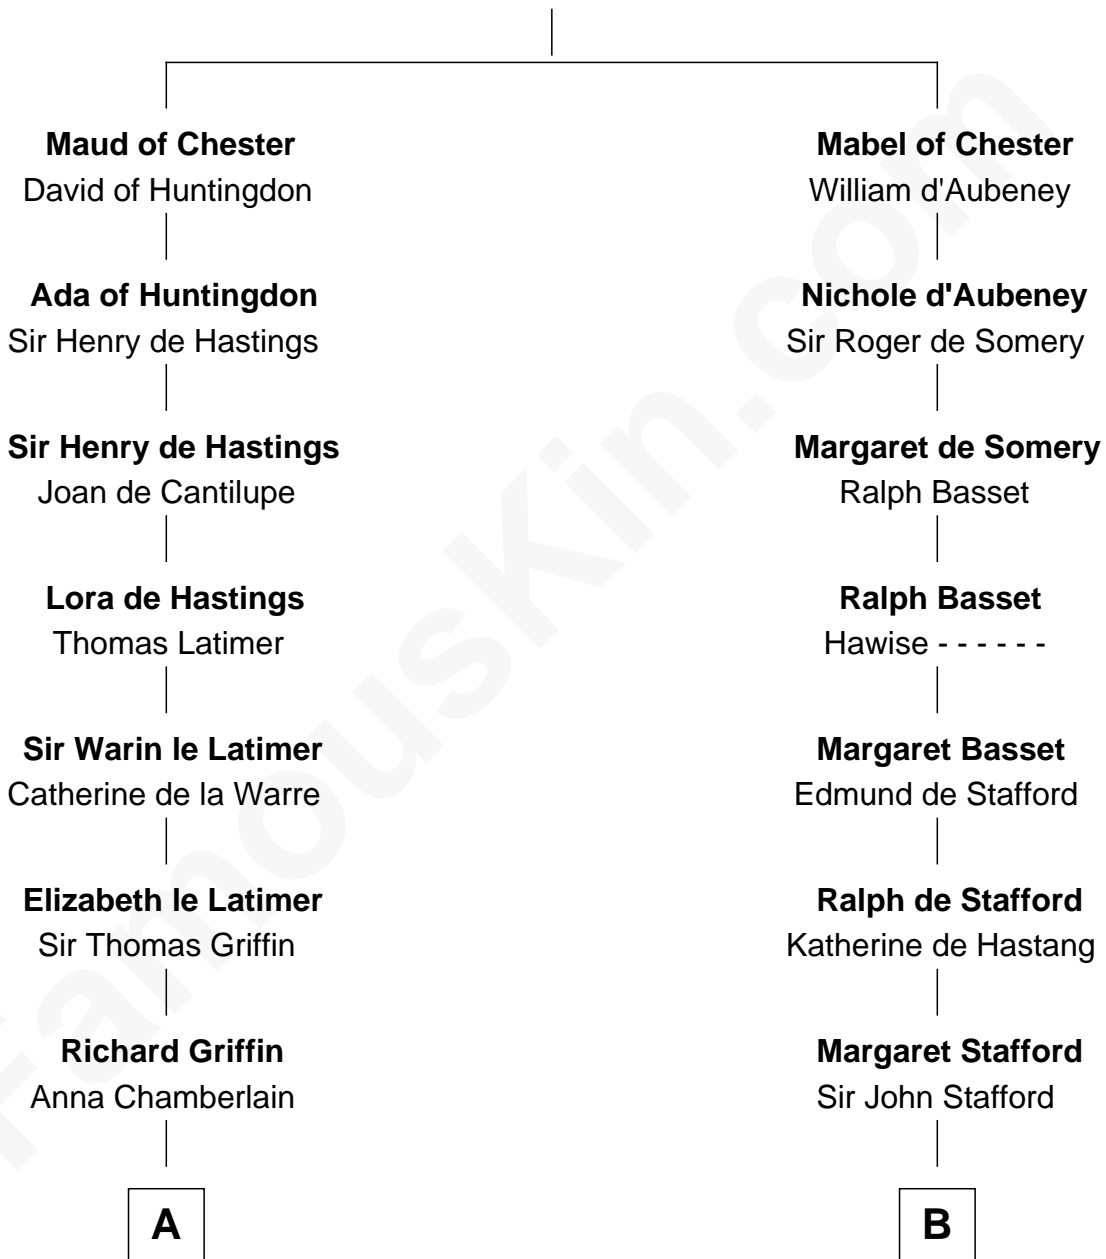 Maud of Chester
David of Huntingdon
Ada of Huntingdon
Sir Henry de Hastings
Sir Henry de Hastings
Joan de Cantilupe
Lora de Hastings
Thomas Latimer
Sir Warin le Latimer
Catherine de la Warre
Elizabeth le Latimer
Sir Thomas Griffin
Richard Griffin
Anna Chamberlain
A
Mabel of Chester
William d'Aubeney
Nichole d'Aubeney
Sir Roger de Somery
Margaret de Somery
Ralph Basset
Ralph Basset
Hawise - - - - - -
Margaret Basset
Edmund de Stafford
Ralph de Stafford
Katherine de Hastang
Margaret Stafford
Sir John Stafford
B
FamousKin.com